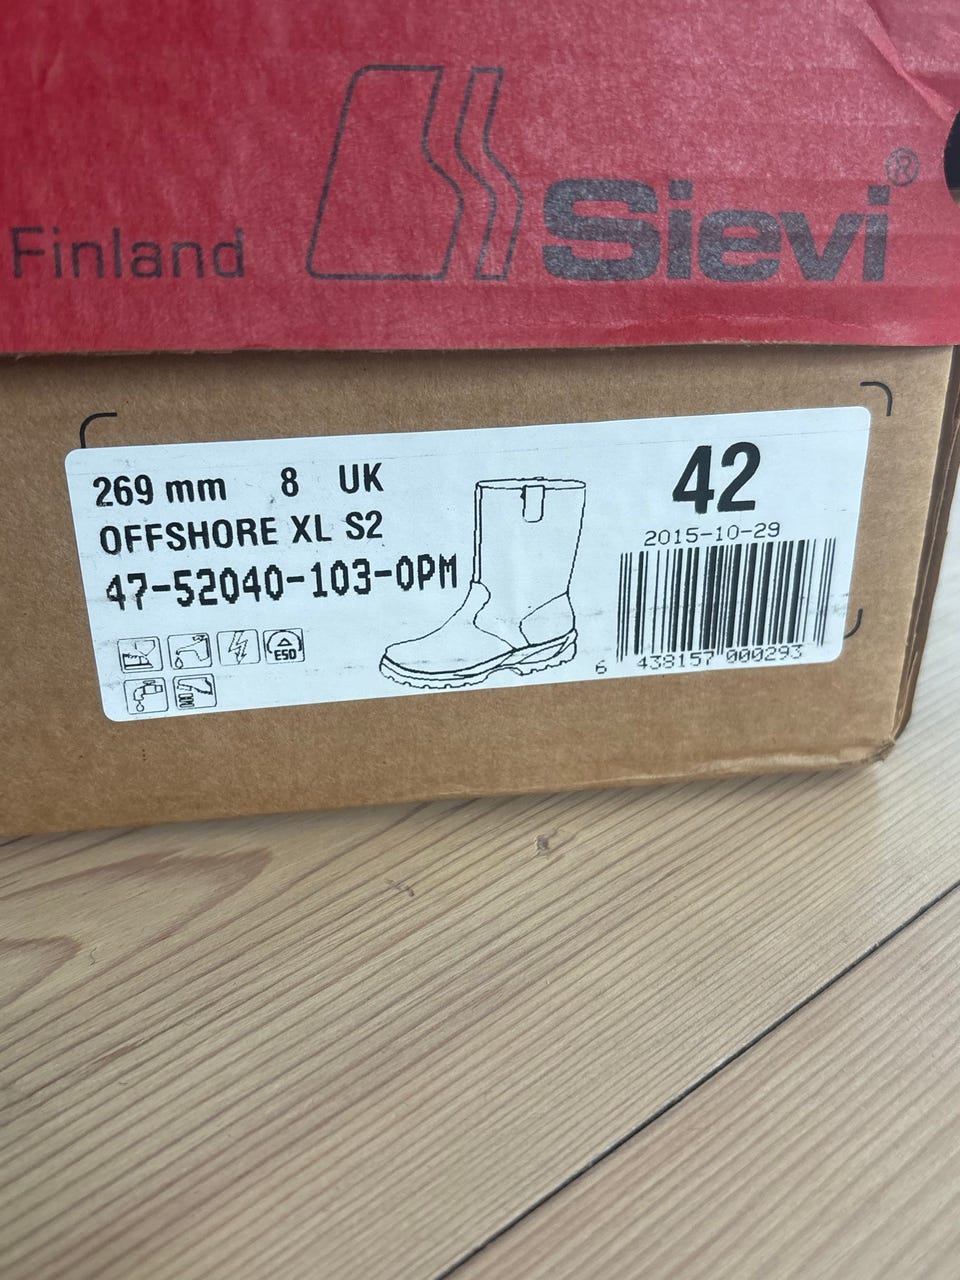 Finland Sievi®
269 mm 8 UK
OFFSHORE XL S2
47-52040-103-0PM
42
2015-10-29
6 438157 000293
ESD